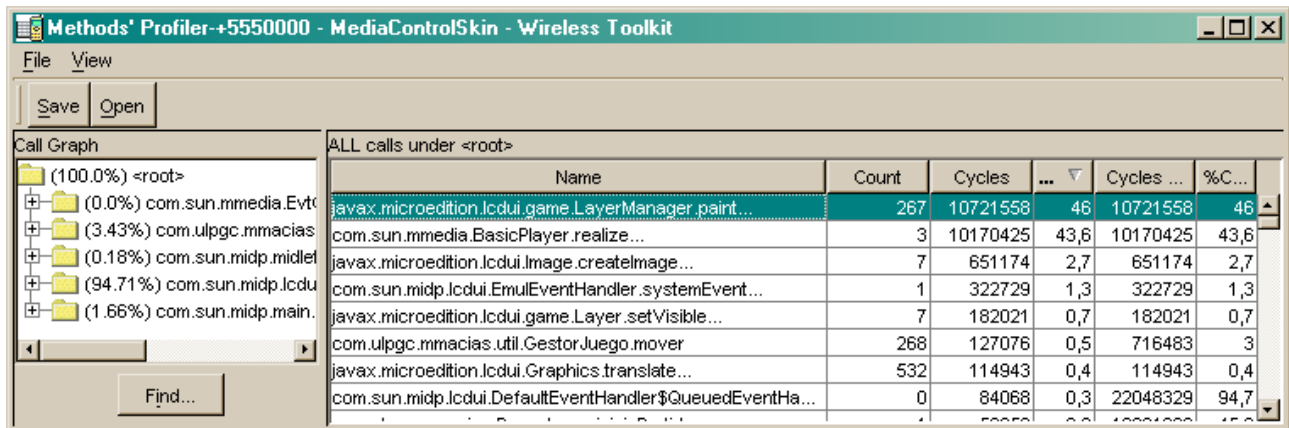 Methods' Profiler-+5550000 - MediaControlSkin - Wireless Toolkit
File View
Save Open
Call Graph
(100.0%) <root>
(0.0%) com.sun.mmedia.Evt
(3.43%) com.ulpgc.mmacias
(0.18%) com.sun.midp.midlet
(94.71%) com.sun.midp.lcdu
(1.66%) com.sun.midp.main.
Find...
ALL calls under <root>
Name Count Cycles ... Cycles ... %C...
javax.microedition.lcdui.game.LayerManager.paint... 267 10721558 46 10721558 46
com.sun.mmedia.BasicPlayer.realize... 3 10170425 43,6 10170425 43,6
javax.microedition.lcdui.Image.createImage... 7 651174 2,7 651174 2,7
com.sun.midp.lcdui.EmulEventHandler.systemEvent... 1 322729 1,3 322729 1,3
javax.microedition.lcdui.game.Layer.setVisible... 7 182021 0,7 182021 0,7
com.ulpgc.mmacias.util.GestorJuego.mover 268 127076 0,5 716483 3
javax.microedition.lcdui.Graphics.translate... 532 114943 0,4 114943 0,4
com.sun.midp.lcdui.DefaultEventHandler$QueuedEventHa... 0 84068 0,3 22048329 94,7